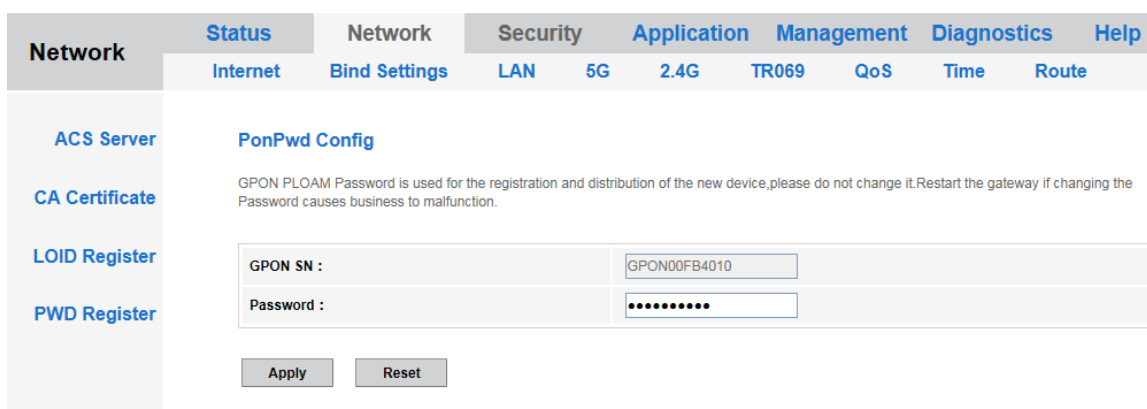 Network
Status Network Security Application Management Diagnostics Help
Internet Bind Settings LAN 5G 2.4G TR069 QoS Time Route
ACS Server
CA Certificate
LOID Register
PWD Register
PonPwd Config
GPON PLOAM Password is used for the registration and distribution of the new device,please do not change it.Restart the gateway if changing the
Password causes business to malfunction.
GPON SN : GPON00FB4010
Password : ●●●●●●●●●●
Apply Reset